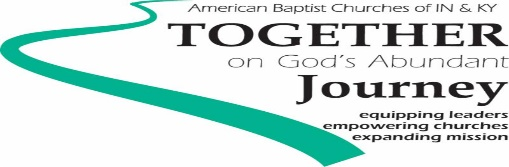 American Baptist Churches of IN & KY
TOGETHER
on God's Abundant
Journey
equipping leaders
empowering churches
expanding mission